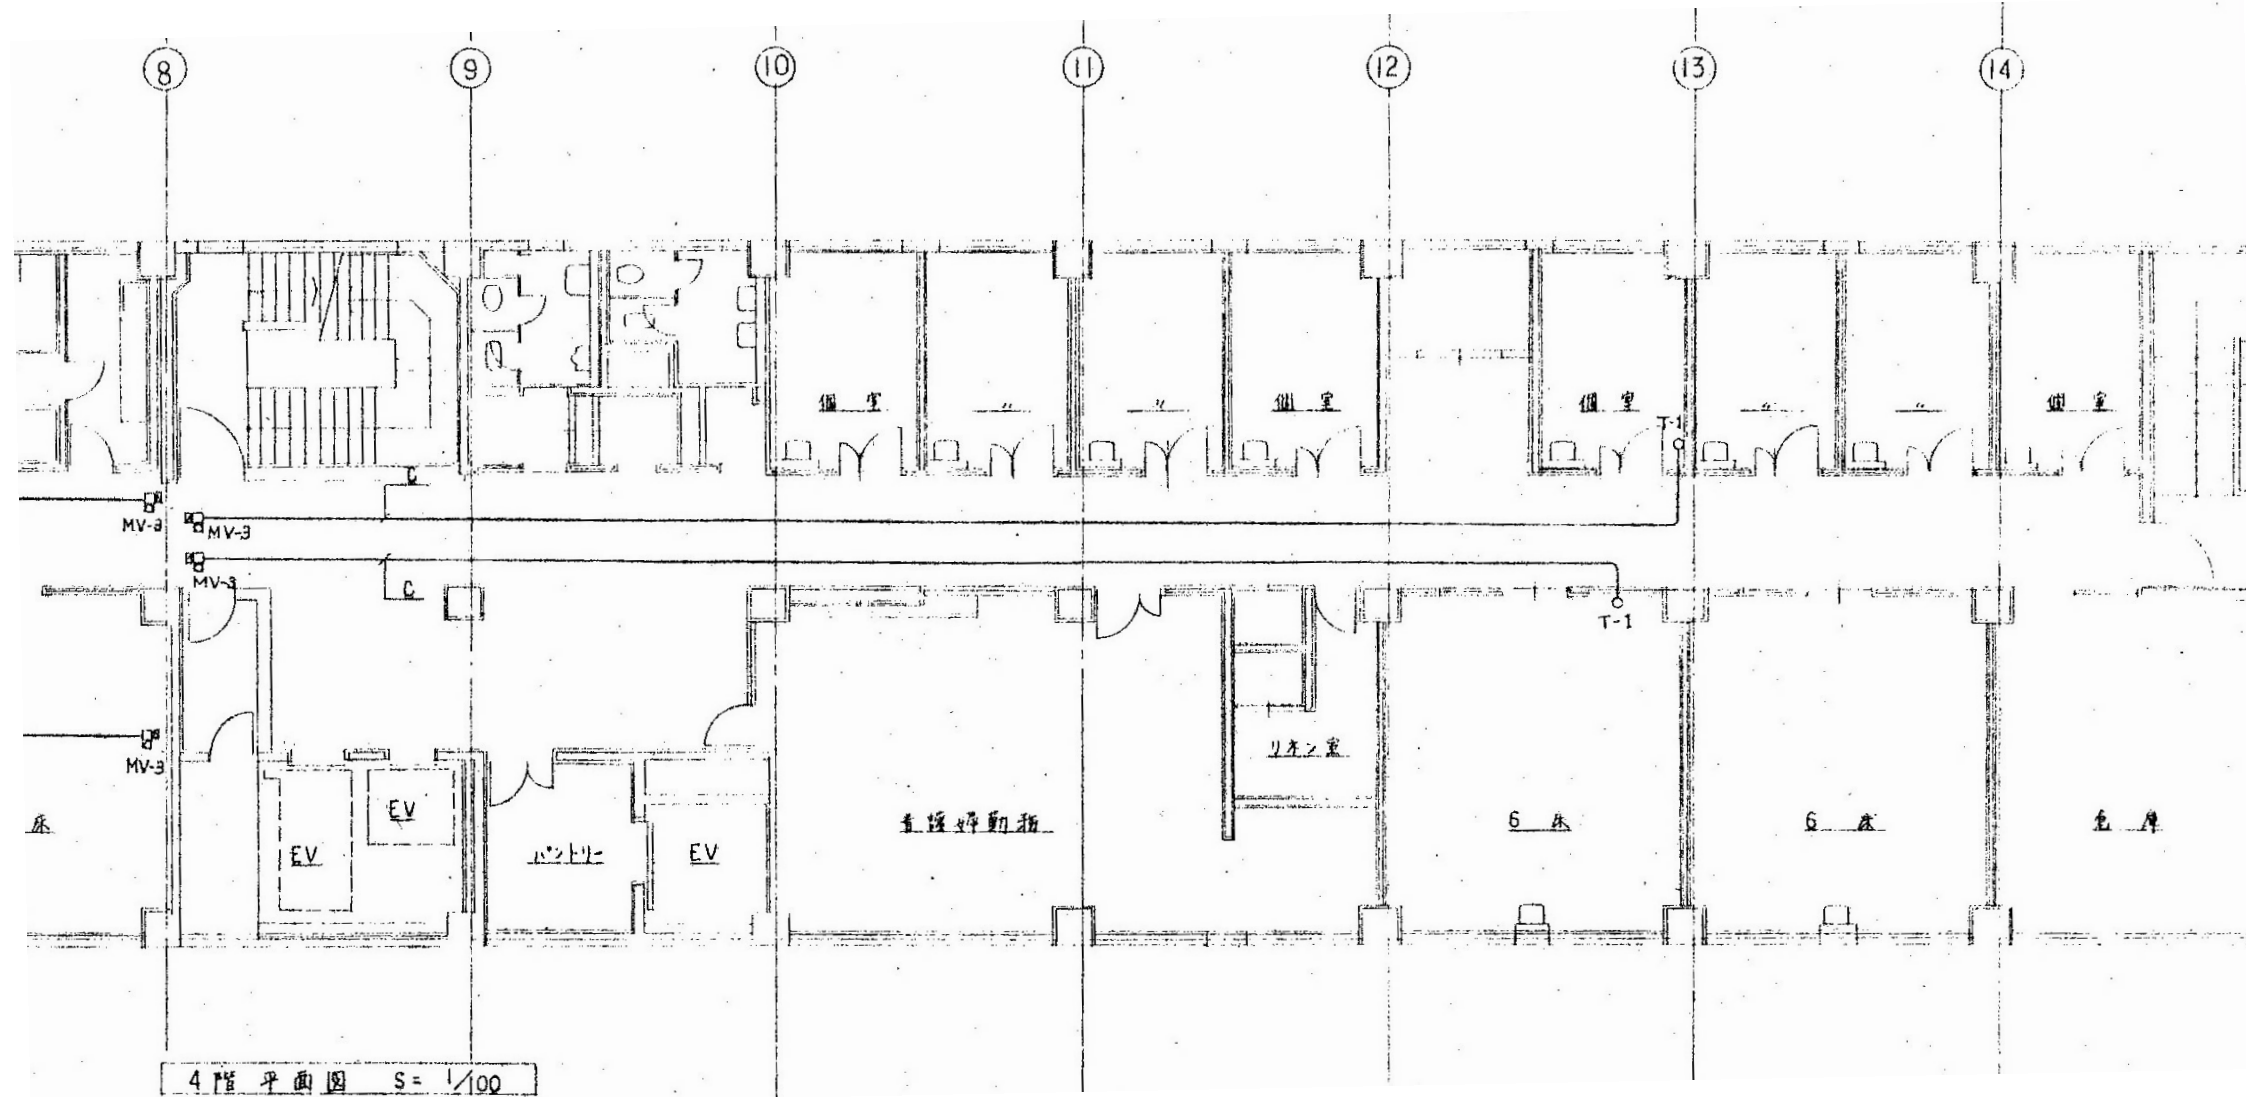 8 9 10 11 12 13 14
個室 〃 〃 個室 個室 〃 〃 個室
T-1
C
MV-3 MV-3
MV-3 C
T-1
MV-3
リネン室
EV
床 看護婦勤務 6床 6床 倉庫
EV パントリー EV
4階平面図 S=1/100